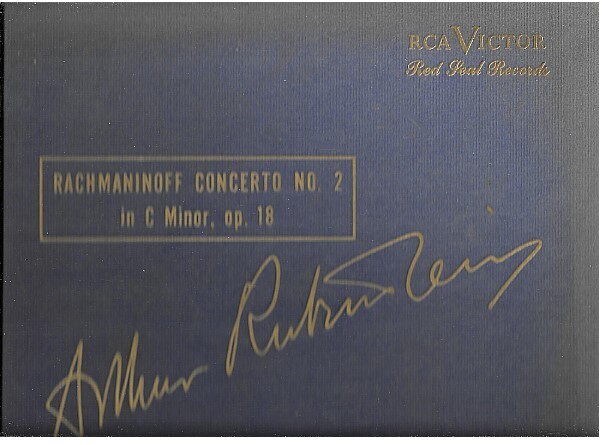 RCA VICTOR
Red Seal Records
RACHMANINOFF CONCERTO NO. 2
in C Minor, op. 18
Arthur Rubinstein